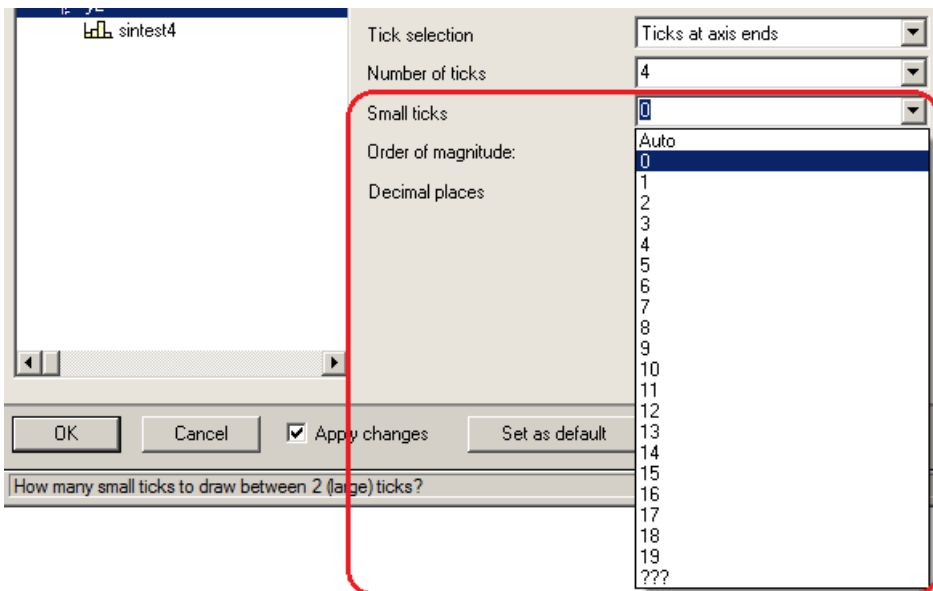 sintest4
Tick selection
Ticks at axis ends
Number of ticks
4
Small ticks
0
Order of magnitude:
Decimal places
Auto
0
1
2
3
4
5
6
7
8
9
10
11
12
13
14
15
16
17
18
19
???
OK
Cancel
Apply changes
Set as default
How many small ticks to draw between 2 (large) ticks?